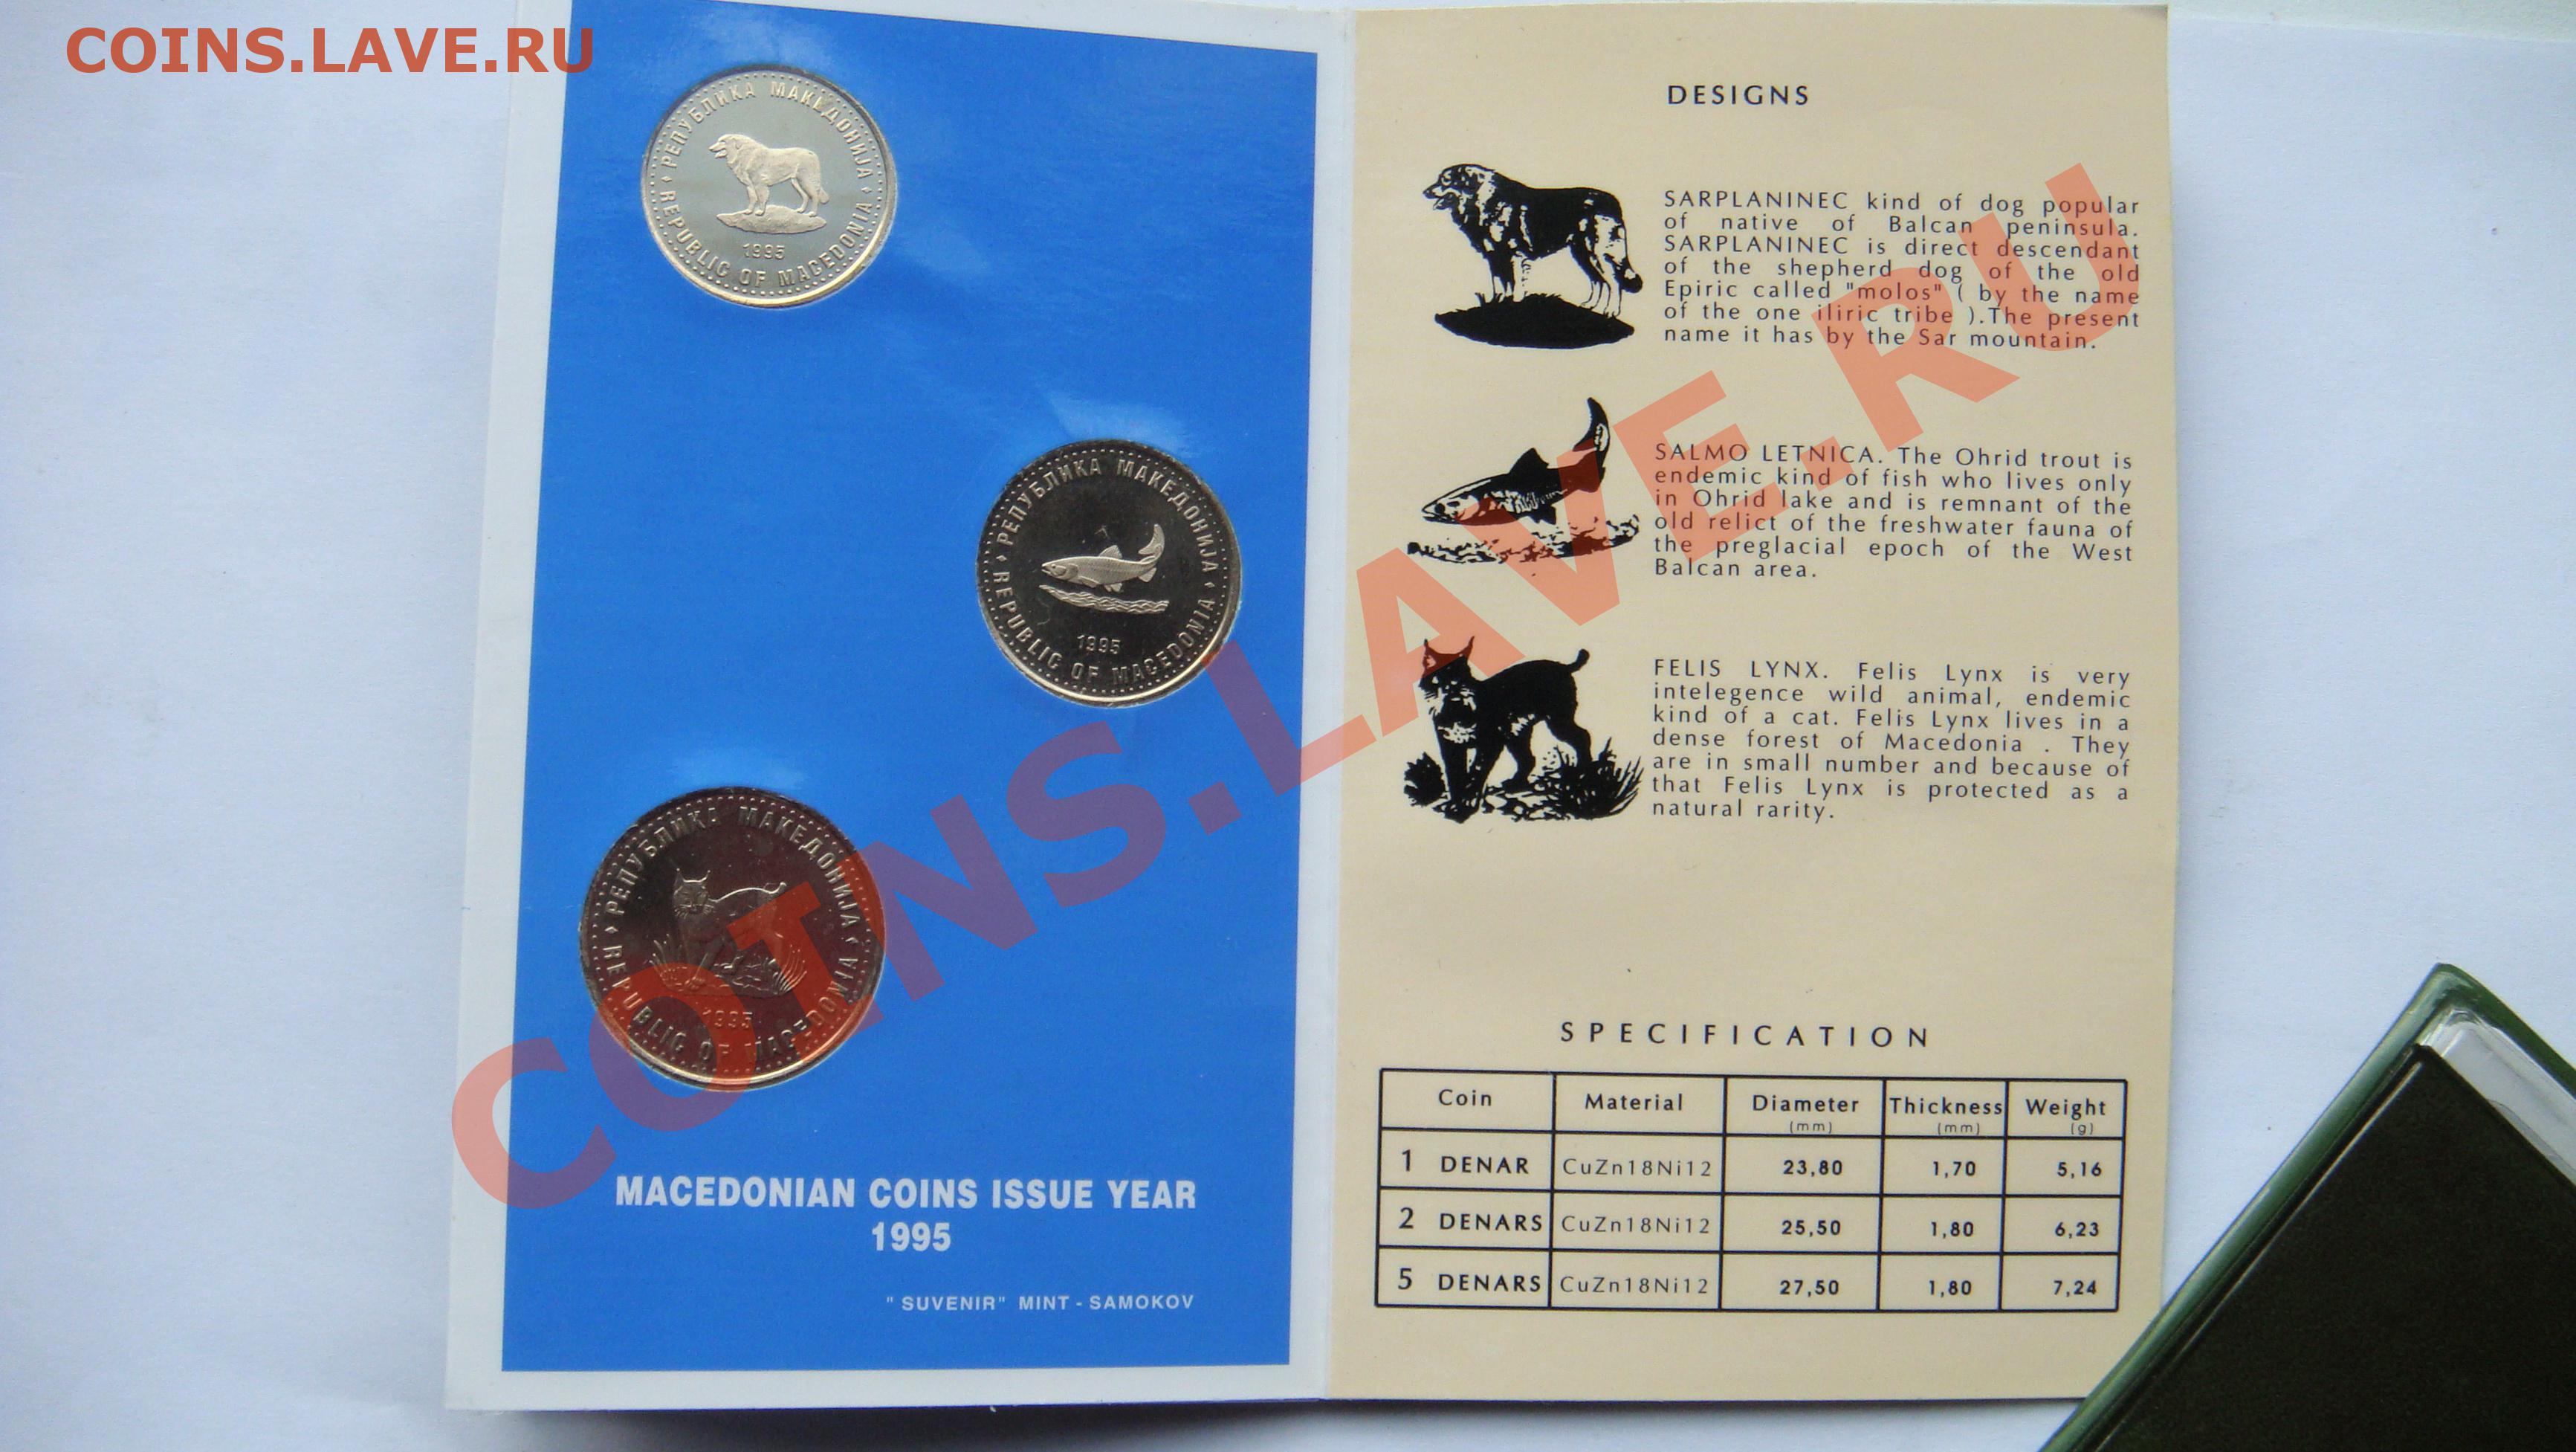 COINS.LAVE.RU
РЕПУБЛИКА МАКЕДОНИЈА
REPUBLIC OF MACEDONIA
1995
РЕПУБЛИКА МАКЕДОНИЈА
REPUBLIC OF MACEDONIA
1995
РЕПУБЛИКА МАКЕДОНИЈА
REPUBLIC OF MACEDONIA
1995
MACEDONIAN COINS ISSUE YEAR
1995
" SUVENIR" MINT - SAMOKOV
DESIGNS
SARPLANINEC kind of dog popular
of native of Balcan peninsula.
SARPLANINEC is direct descendant
of the shepherd dog of the old
Epiric called "molos" ( by the name
of the one iliric tribe ).The present
name it has by the Sar mountain.
SALMO LETNICA. The Ohrid trout is
endemic kind of fish who lives only
in Ohrid lake and is remnant of the
old relict of the freshwater fauna of
the preglacial epoch of the West
Balcan area.
FELIS LYNX. Felis Lynx is very
intelegence wild animal, endemic
kind of a cat. Felis Lynx lives in a
dense forest of Macedonia . They
are in small number and because of
that Felis Lynx is protected as a
natural rarity.
SPECIFICATION
Coin Material Diameter (mm) Thickness (mm) Weight (g)
1 DENAR CuZn18Ni12 23,80 1,70 5,16
2 DENARS CuZn18Ni12 25,50 1,80 6,23
5 DENARS CuZn18Ni12 27,50 1,80 7,24
COINS.LAVE.RU